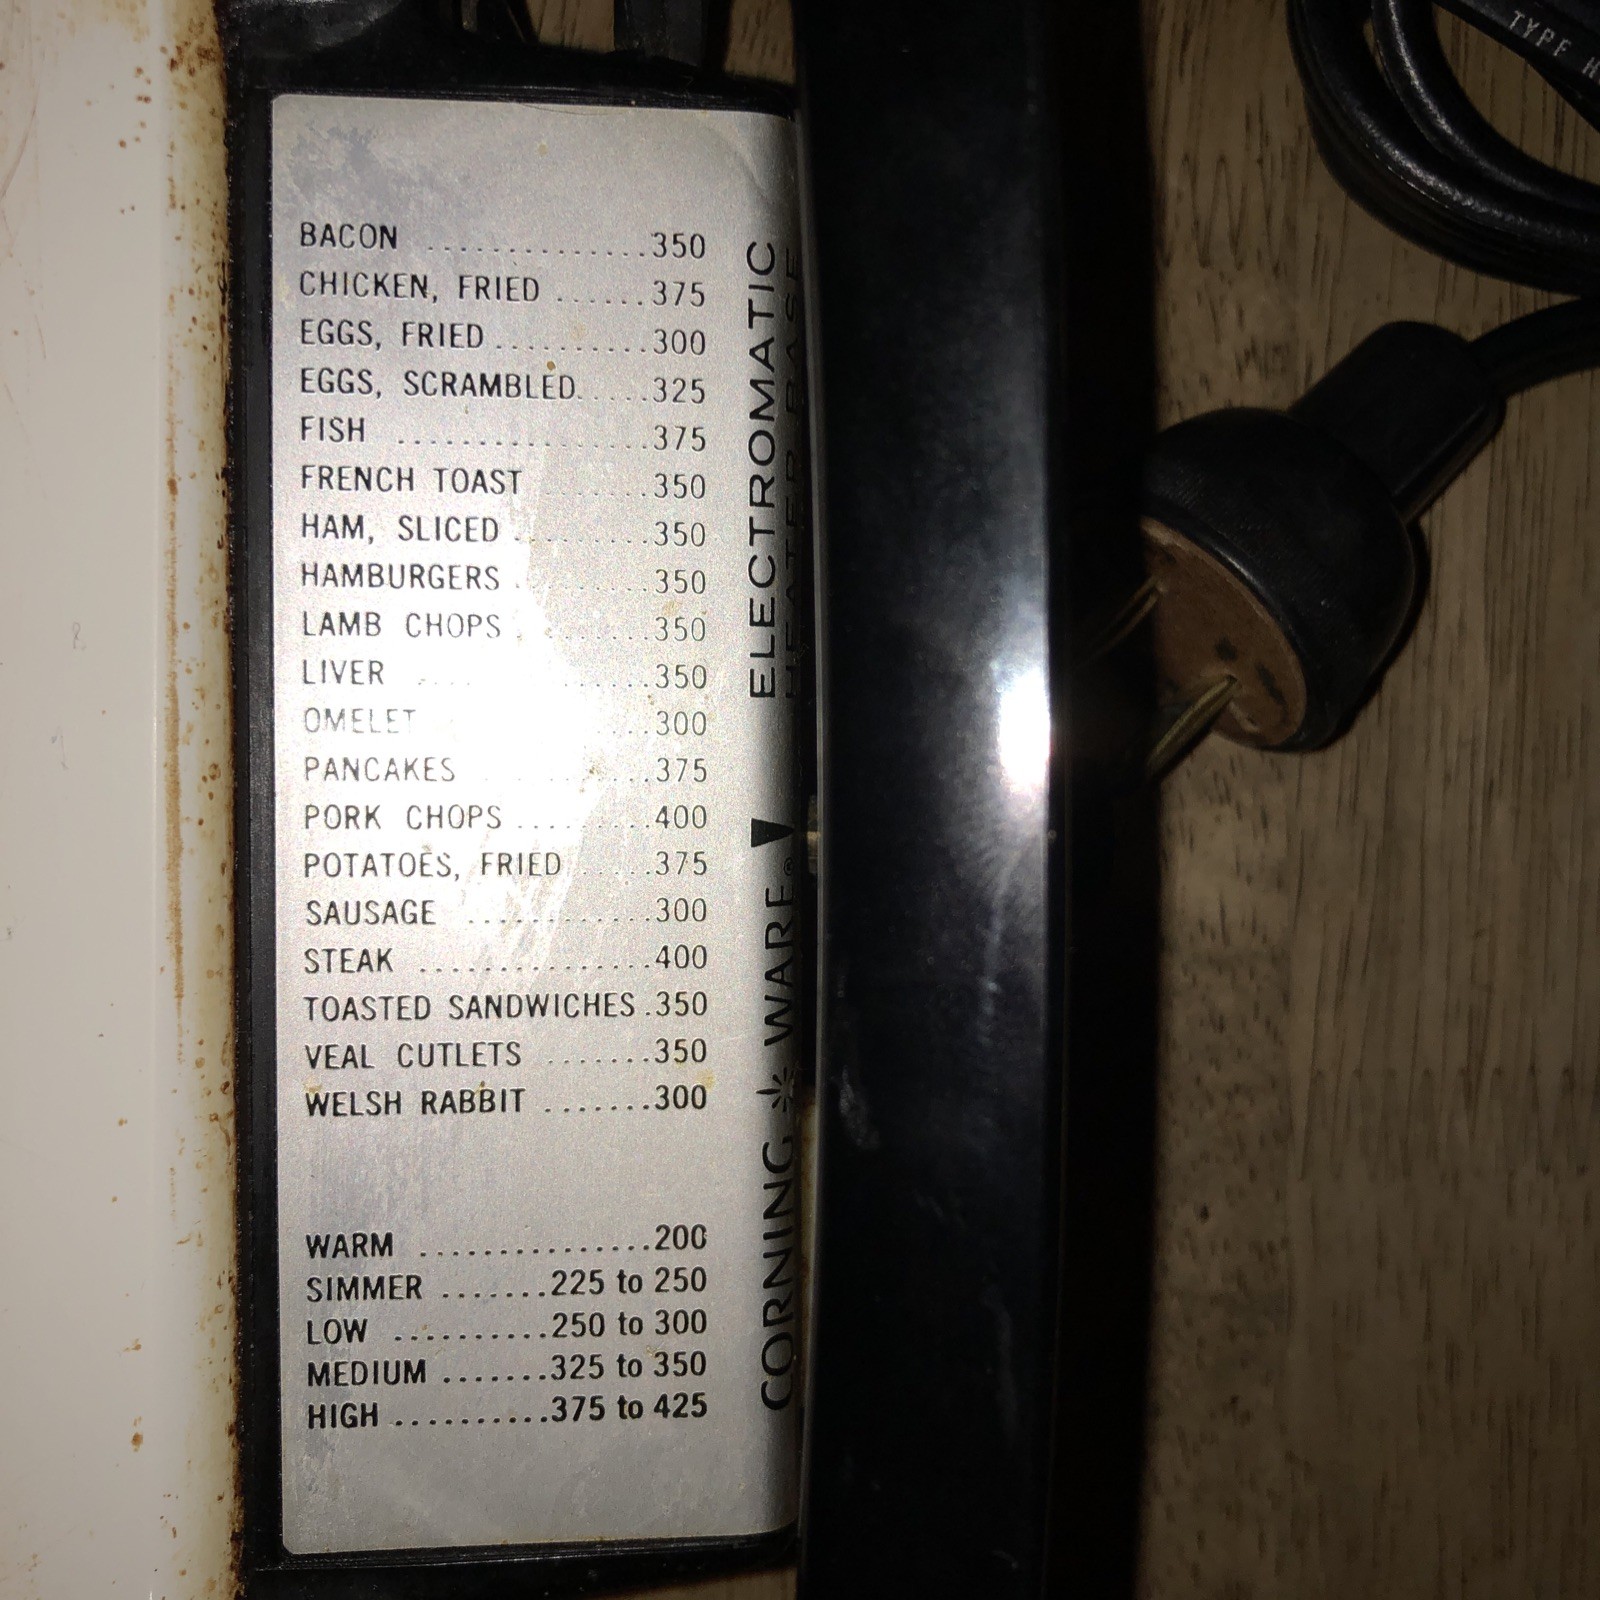 BACON ...............350
CHICKEN, FRIED ......375
EGGS, FRIED ..........300
EGGS, SCRAMBLED.....325
FISH ................375
FRENCH TOAST .......350
HAM, SLICED .........350
HAMBURGERS .........350
LAMB CHOPS .........350
LIVER ...............350
OMELET ....300
PANCAKES ..........375
PORK CHOPS .........400
POTATOES, FRIED .....375
SAUSAGE ............300
STEAK ...............400
TOASTED SANDWICHES .350
VEAL CUTLETS .......350
WELSH RABBIT .......300
WARM ...............200
SIMMER .......225 to 250
LOW ..........250 to 300
MEDIUM .......325 to 350
HIGH ..........375 to 425
CORNING WARE® ELECTROMATIC
HEATER BASE
TYPE H